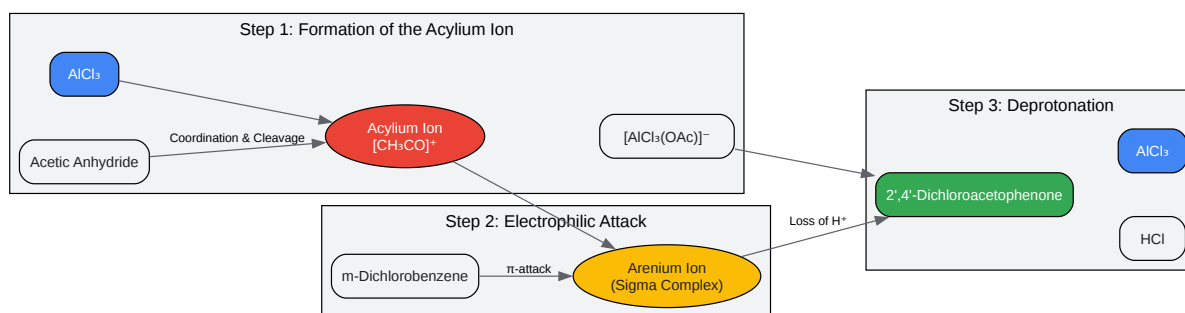 Step 1: Formation of the Acylium Ion
AlCl₃
Coordination & Cleavage
Acetic Anhydride
Acylium Ion
[CH₃CO]⁺
[AlCl₃(OAc)]⁻
Step 2: Electrophilic Attack
m-Dichlorobenzene
π-attack
Arenium Ion
(Sigma Complex)
Loss of H⁺
Step 3: Deprotonation
AlCl₃
2',4'-Dichloroacetophenone
HCl